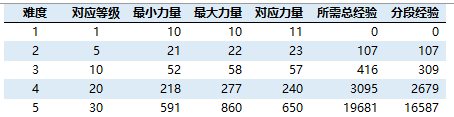 难度 对应等级 最小力量 最大力量 对应力量 所需总经验 分段经验
1 1 10 10 11 0 0
2 5 21 22 23 107 107
3 10 52 58 57 416 309
4 20 218 277 240 3095 2679
5 30 591 860 650 19681 16587